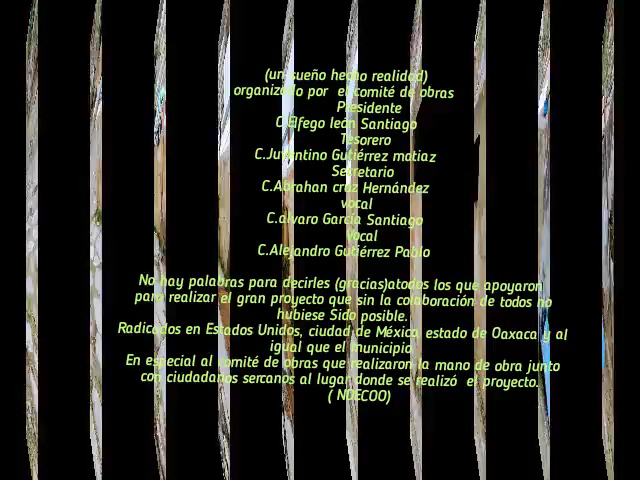 (un sueño hecho realidad)
organizado por el comité de obras
Presidente
C.Elfego león Santiago
Tesorero
C.Juventino Gutiérrez matiaz
Secretario
C.Abrahan cruz Hernández
vocal
C.alvaro García Santiago
Vocal
C.Alejandro Gutiérrez Pablo
No hay palabras para decirles (gracias)atodos los que apoyaron
para realizar el gran proyecto que sin la colaboración de todos no
hubiese Sido posible.
Radicados en Estados Unidos, ciudad de México, estado de Oaxaca y al
igual que el municipio
En especial al comité de obras que realizaron la mano de obra junto
con ciudadanos sercanos al lugar donde se realizó el proyecto.
( NDECOO)